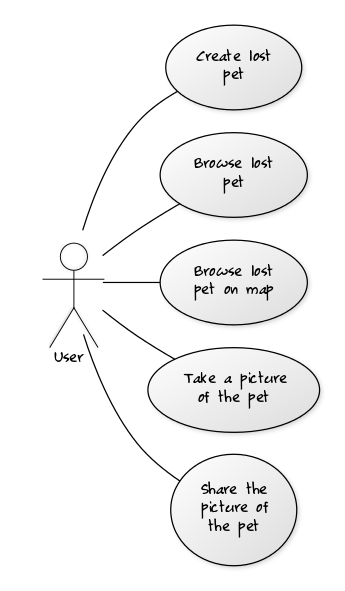 Create lost
pet
Browse lost
pet
Browse lost
pet on map
User
Take a picture
of the pet
Share the
picture of
the pet